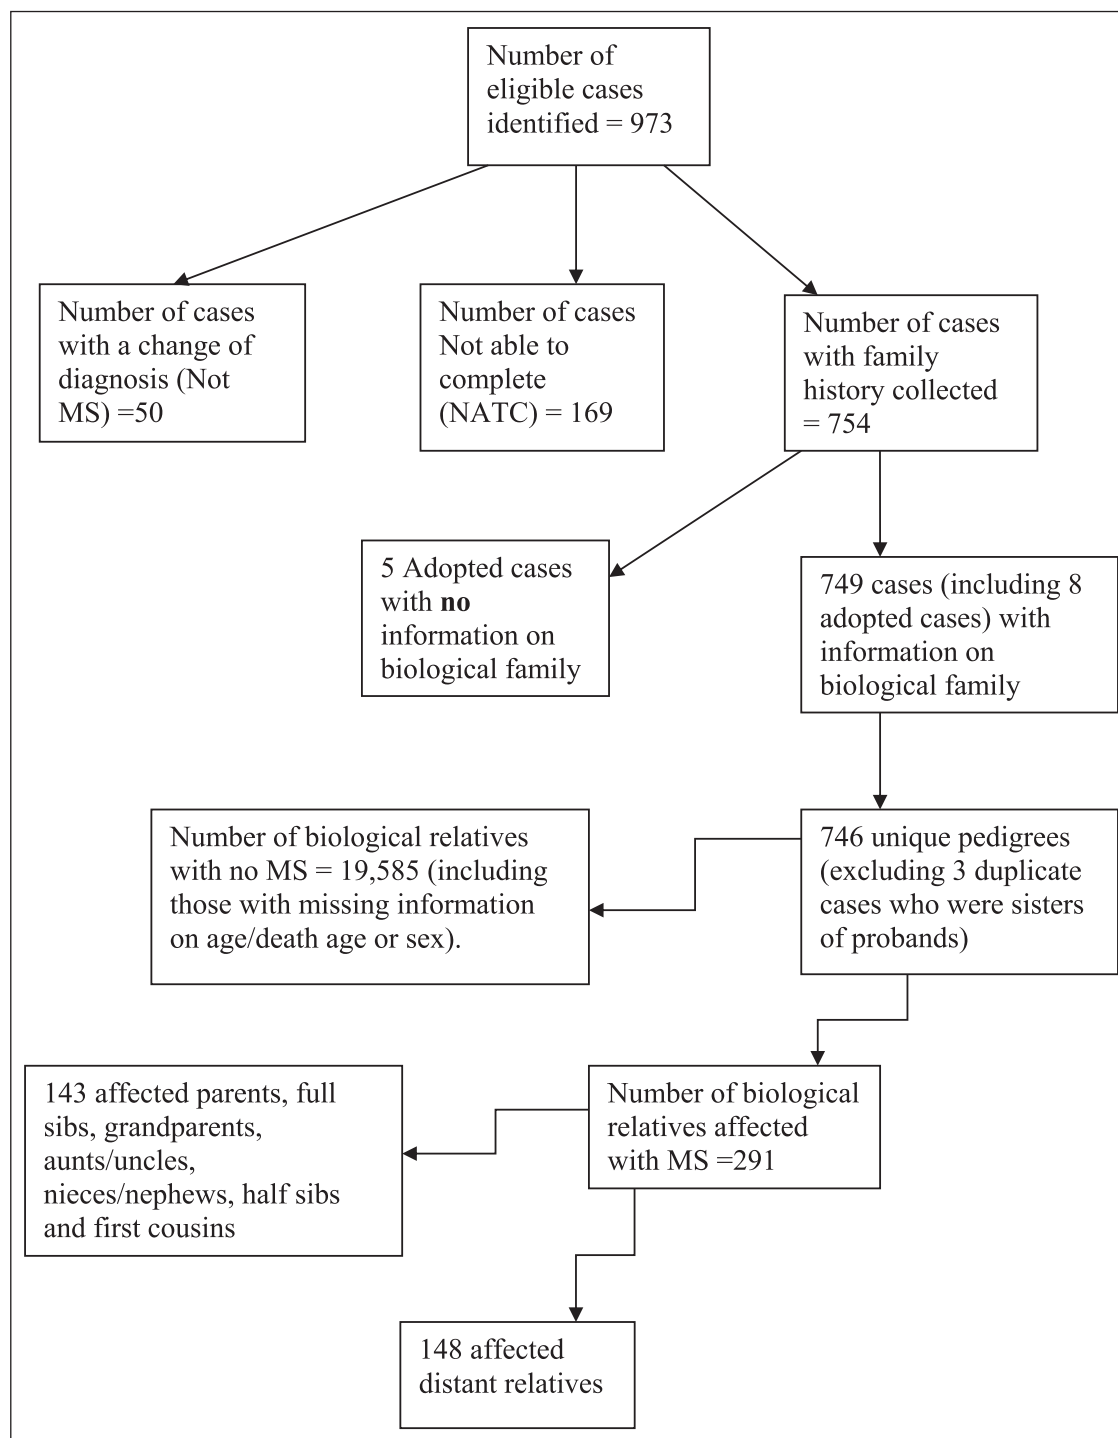 Number of
eligible cases
identified = 973
Number of cases
with a change of
diagnosis (Not
MS) =50
Number of cases
Not able to
complete
(NATC) = 169
Number of cases
with family
history collected
= 754
5 Adopted cases
with no
information on
biological family
749 cases (including 8
adopted cases) with
information on
biological family
Number of biological relatives
with no MS = 19,585 (including
those with missing information
on age/death age or sex).
746 unique pedigrees
(excluding 3 duplicate
cases who were sisters
of probands)
143 affected parents, full
sibs, grandparents,
aunts/uncles,
nieces/nephews, half sibs
and first cousins
Number of biological
relatives affected
with MS =291
148 affected
distant relatives